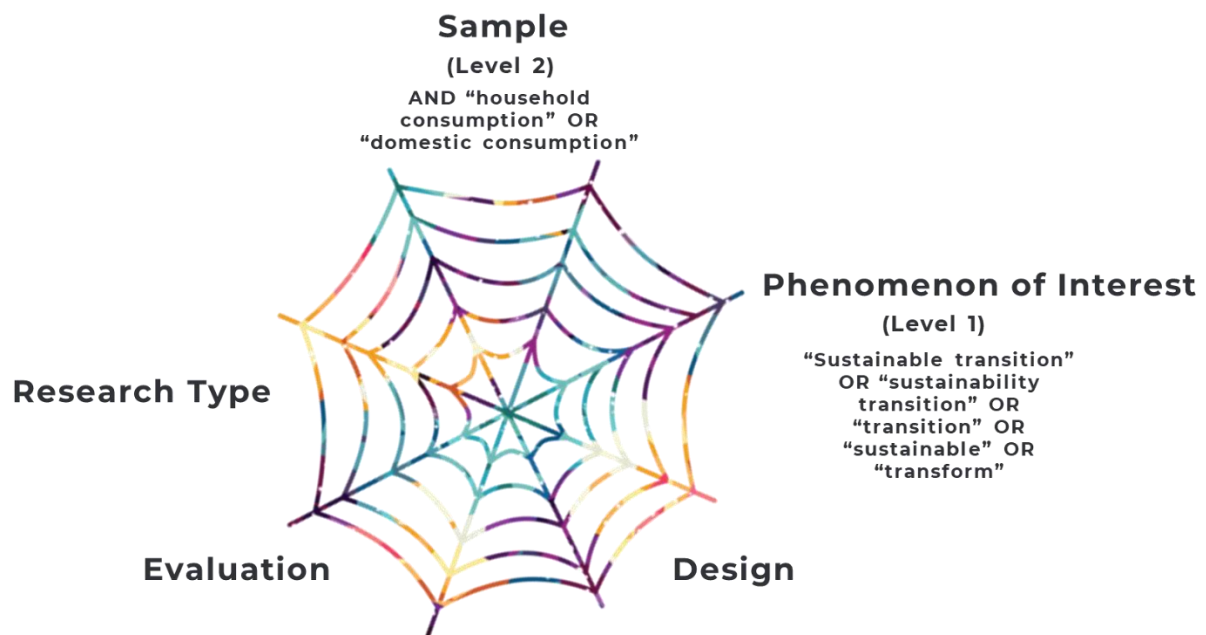 Sample
(Level 2)
AND “household
consumption” OR
“domestic consumption”
Phenomenon of Interest
(Level 1)
“Sustainable transition”
OR “sustainability
transition” OR
“transition” OR
“sustainable” OR
“transform”
Research Type
Evaluation
Design